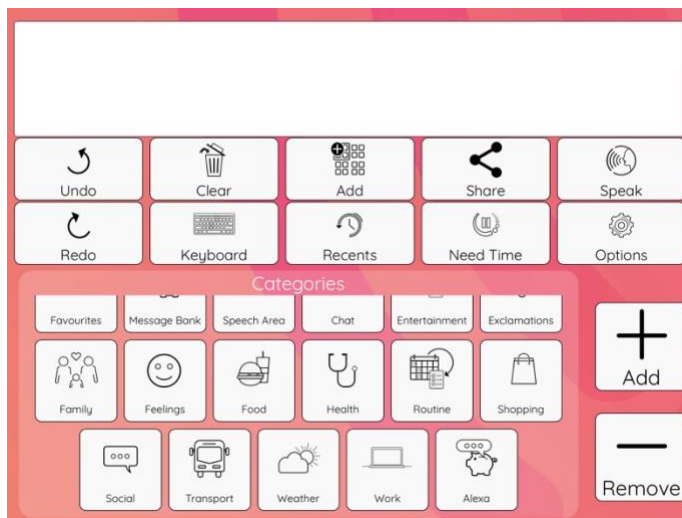 Undo Clear Add Share Speak
Redo Keyboard Recents Need Time Options
Categories
Favourites Message Bank Speech Area Chat Entertainment Exclamations
Add
Family Feelings Food Health Routine Shopping
Remove
Social Transport Weather Work Alexa